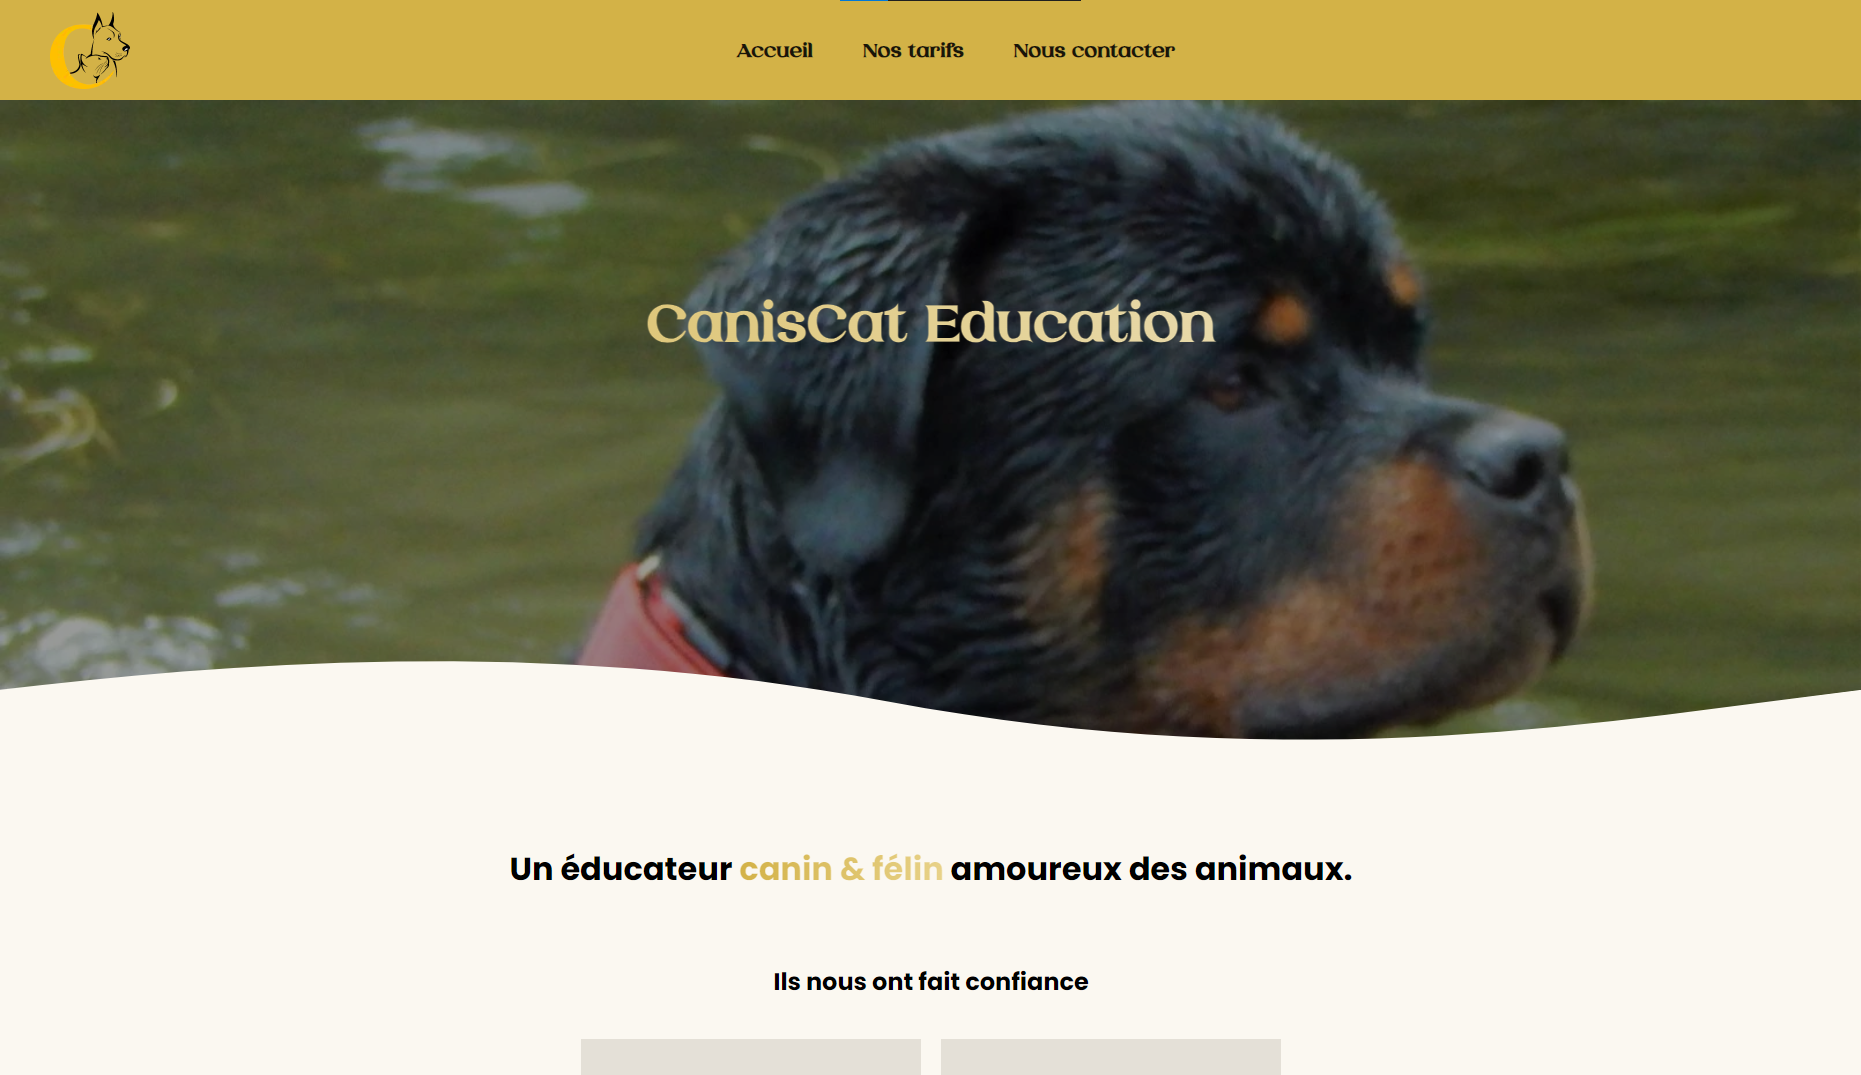 Accueil Nos tarifs Nous contacter
CanisCat Education
Un éducateur canin & félin amoureux des animaux.
Ils nous ont fait confiance